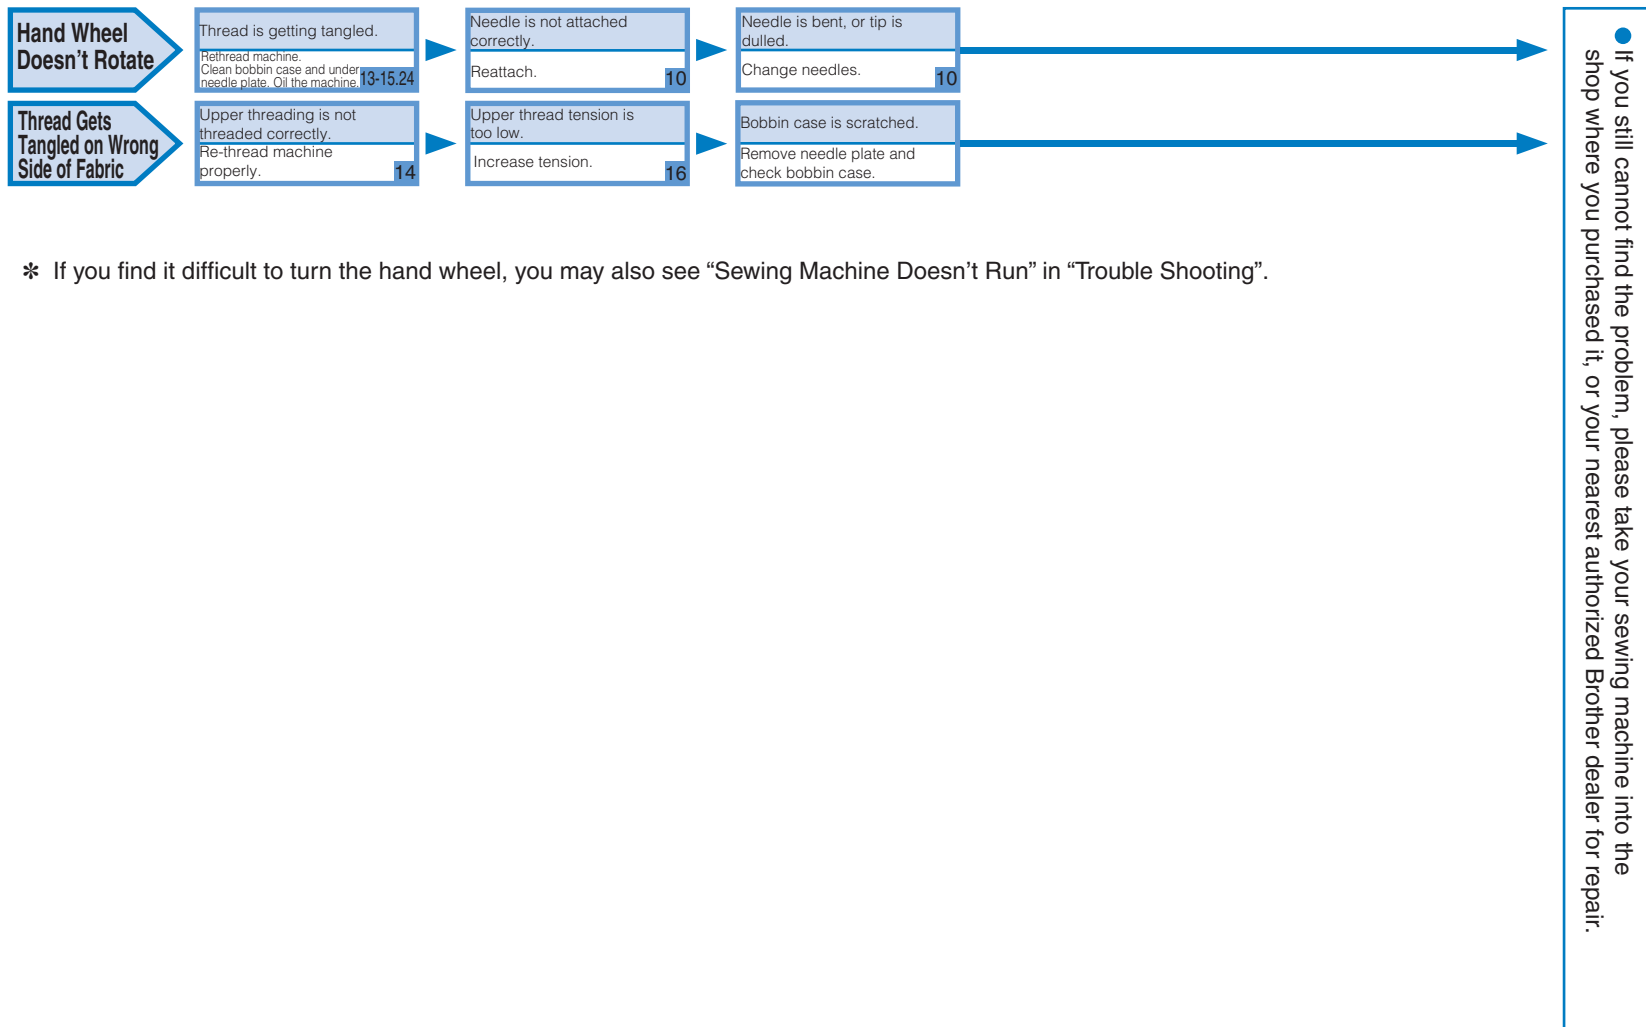 Hand Wheel
Doesn't Rotate
Thread is getting tangled.
Rethread machine.
Clean bobbin case and under
needle plate. Oil the machine.
13-15.24
Needle is not attached
correctly.
Reattach.
10
Needle is bent, or tip is
dulled.
Change needles.
10
Thread Gets
Tangled on Wrong
Side of Fabric
Upper threading is not
threaded correctly.
Re-thread machine
properly.
14
Upper thread tension is
too low.
Increase tension.
16
Bobbin case is scratched.
Remove needle plate and
check bobbin case.
✻ If you find it difficult to turn the hand wheel, you may also see “Sewing Machine Doesn’t Run” in “Trouble Shooting”.
● If you still cannot find the problem, please take your sewing machine into the
shop where you purchased it, or your nearest authorized Brother dealer for repair.